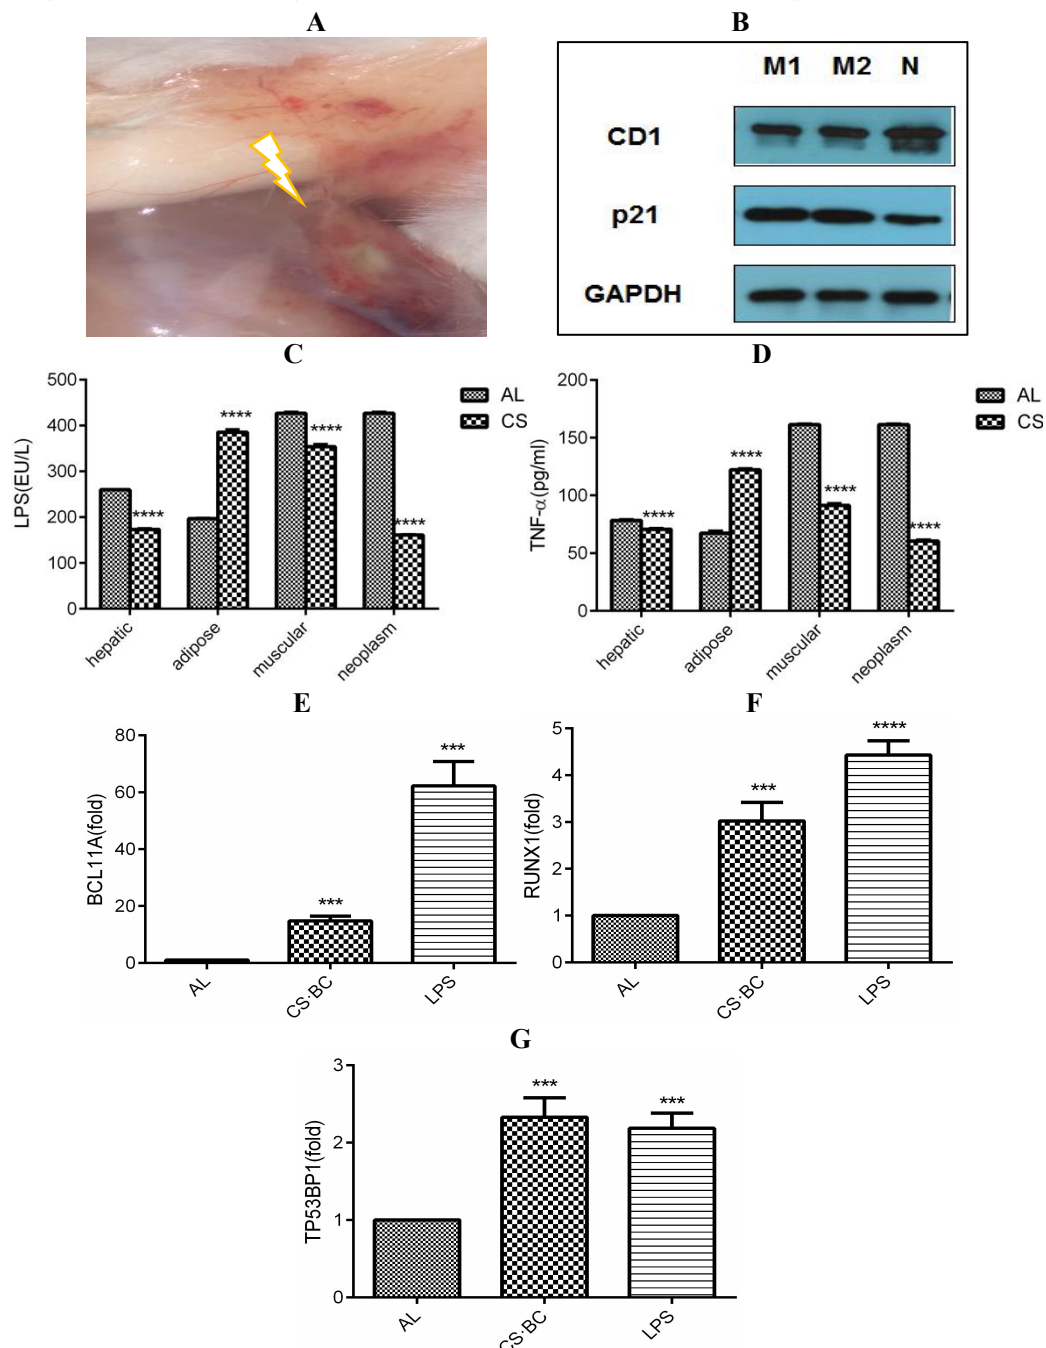 A
B
M1 M2 N
CD1
p21
GAPDH
C
D
500
400
300
200
100
0
LPS(EU/L)
****
****
****
****
AL
CS
hepatic
adipose
muscular
neoplasm
200
150
100
50
0
TNF-α(pg/ml)
****
****
****
****
AL
CS
hepatic
adipose
muscular
neoplasm
E
F
80
60
40
20
0
BCL11A(fold)
***
***
AL
CS·BC
LPS
5
4
3
2
1
0
RUNX1(fold)
***
****
AL
CS·BC
LPS
G
3
2
1
0
TP53BP1(fold)
***
***
AL
CS·BC
LPS